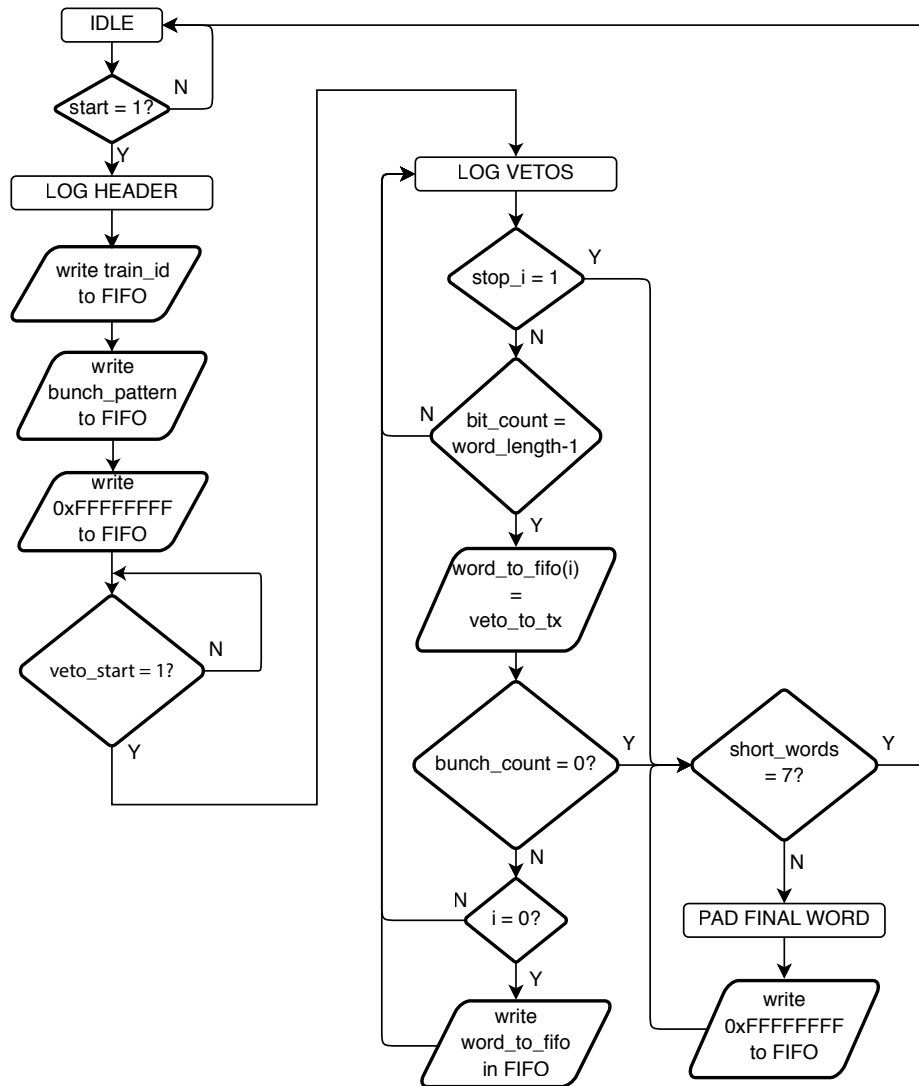 IDLE
N
start = 1?
Y
LOG HEADER
write train_id
to FIFO
write
bunch_pattern
to FIFO
write
0xFFFFFFFF
to FIFO
N
veto_start = 1?
Y
LOG VETOS
Y
stop_i = 1
N
N
bit_count =
word_length-1
Y
word_to_fifo(i)
=
veto_to_tx
bunch_count = 0?
Y
N
N
i = 0?
Y
write
word_to_fifo
in FIFO
short_words
= 7?
Y
N
PAD FINAL WORD
write
0xFFFFFFFF
to FIFO